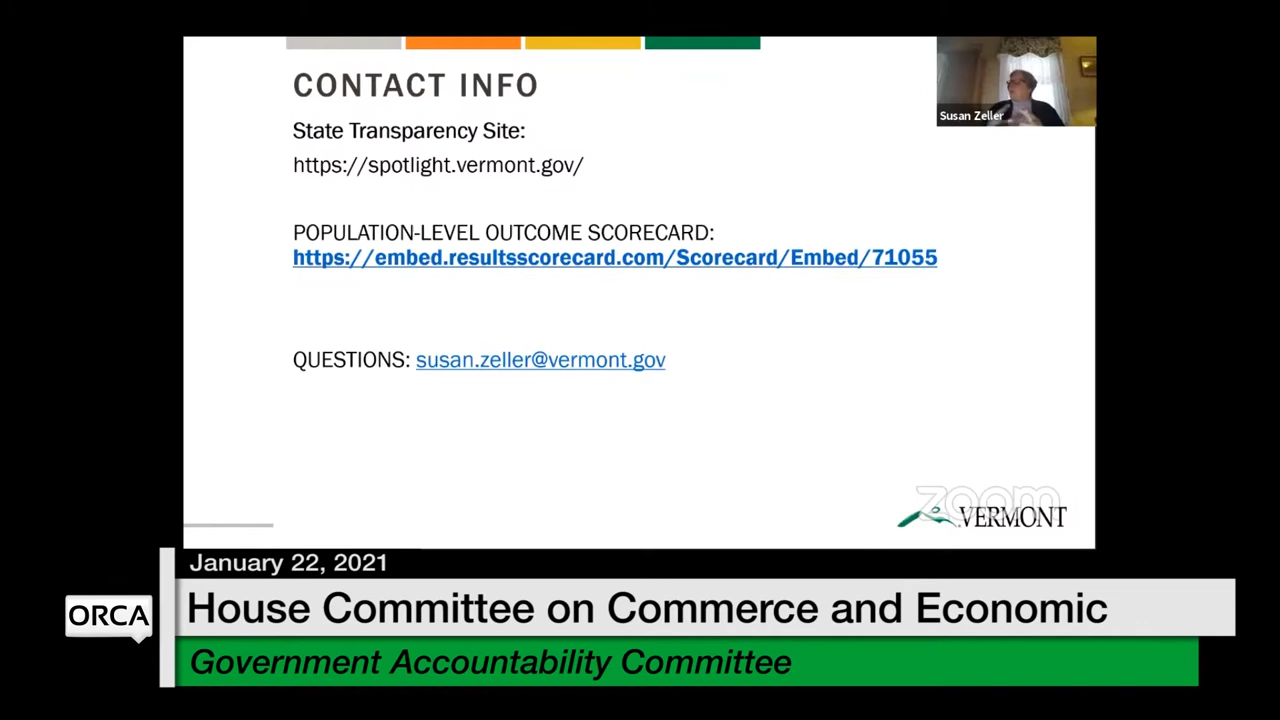 CONTACT INFO
State Transparency Site:
https://spotlight.vermont.gov/
POPULATION-LEVEL OUTCOME SCORECARD:
https://embed.resultsscorecard.com/Scorecard/Embed/71055
QUESTIONS: susan.zeller@vermont.gov
Susan Zeller
zoom
VERMONT
January 22, 2021
ORCA
House Committee on Commerce and Economic
Government Accountability Committee